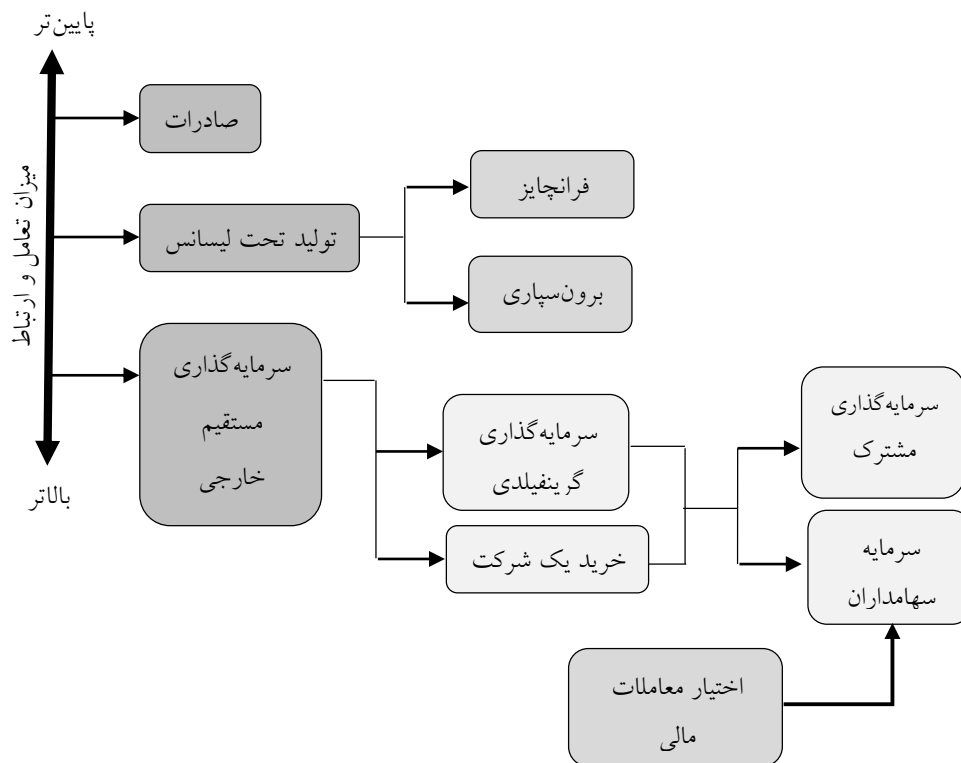 پایین‌تر
صادرات
میزان تعامل و ارتباط
فرانچایز
تولید تحت لیسانس
برون‌سپاری
سرمایه‌گذاری
مستقیم
خارجی
سرمایه‌گذاری
گرینفیلدی
خرید یک شرکت
سرمایه‌گذاری
مشترک
سرمایه
سهامداران
بالاتر
اختیار معاملات
مالی